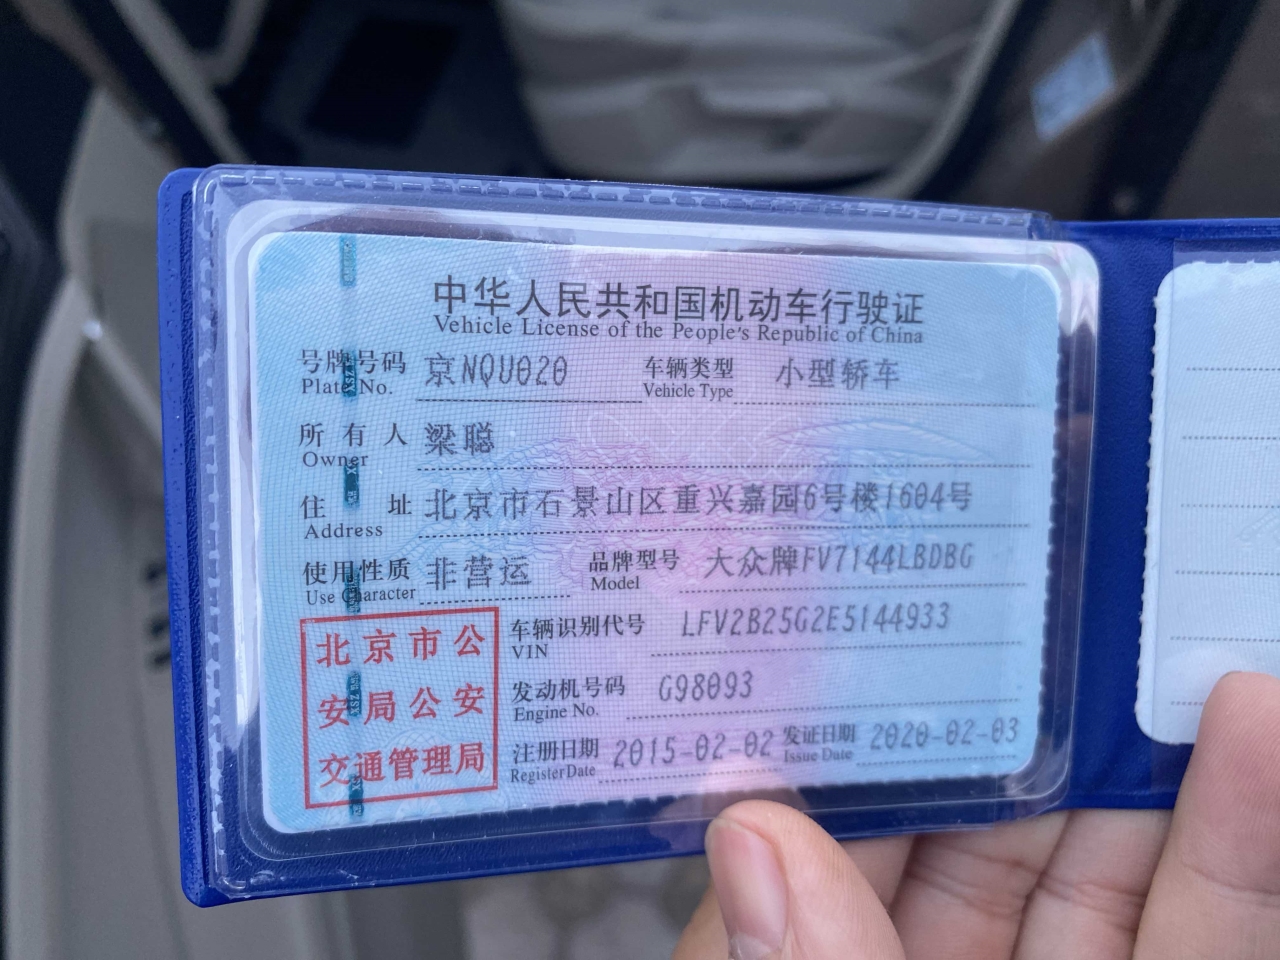 中华人民共和国机动车行驶证
Vehicle License of the People's Republic of China
号牌号码 京NQU020 车辆类型 小型轿车
Plate No. Vehicle Type
所有人 梁聪
Owner
住址 北京市石景山区重兴嘉园6号楼1604号
Address
使用性质 非营运 品牌型号 大众牌FV7144LBDBG
Use Character Model
北京市公
安局公安
交通管理局
车辆识别代号 LFV2B25G2E5144933
VIN
发动机号码 G98093
Engine No.
注册日期 2015-02-02 发证日期 2020-02-03
Register Date Issue Date